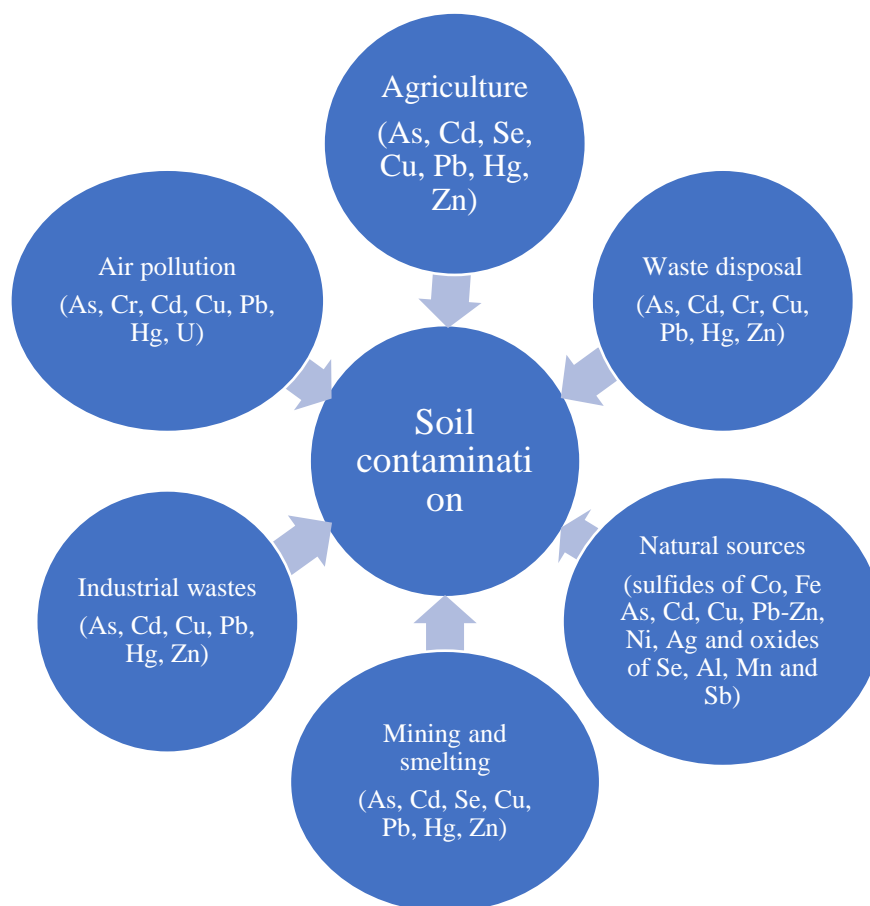 Agriculture
(As, Cd, Se,
Cu, Pb, Hg,
Zn)
Air pollution
(As, Cr, Cd, Cu, Pb,
Hg, U)
Waste disposal
(As, Cd, Cr, Cu,
Pb, Hg, Zn)
Soil
contaminati
on
Industrial wastes
(As, Cd, Cu, Pb,
Hg, Zn)
Natural sources
(sulfides of Co, Fe
As, Cd, Cu, Pb-Zn,
Ni, Ag and oxides
of Se, Al, Mn and
Sb)
Mining and
smelting
(As, Cd, Se, Cu,
Pb, Hg, Zn)